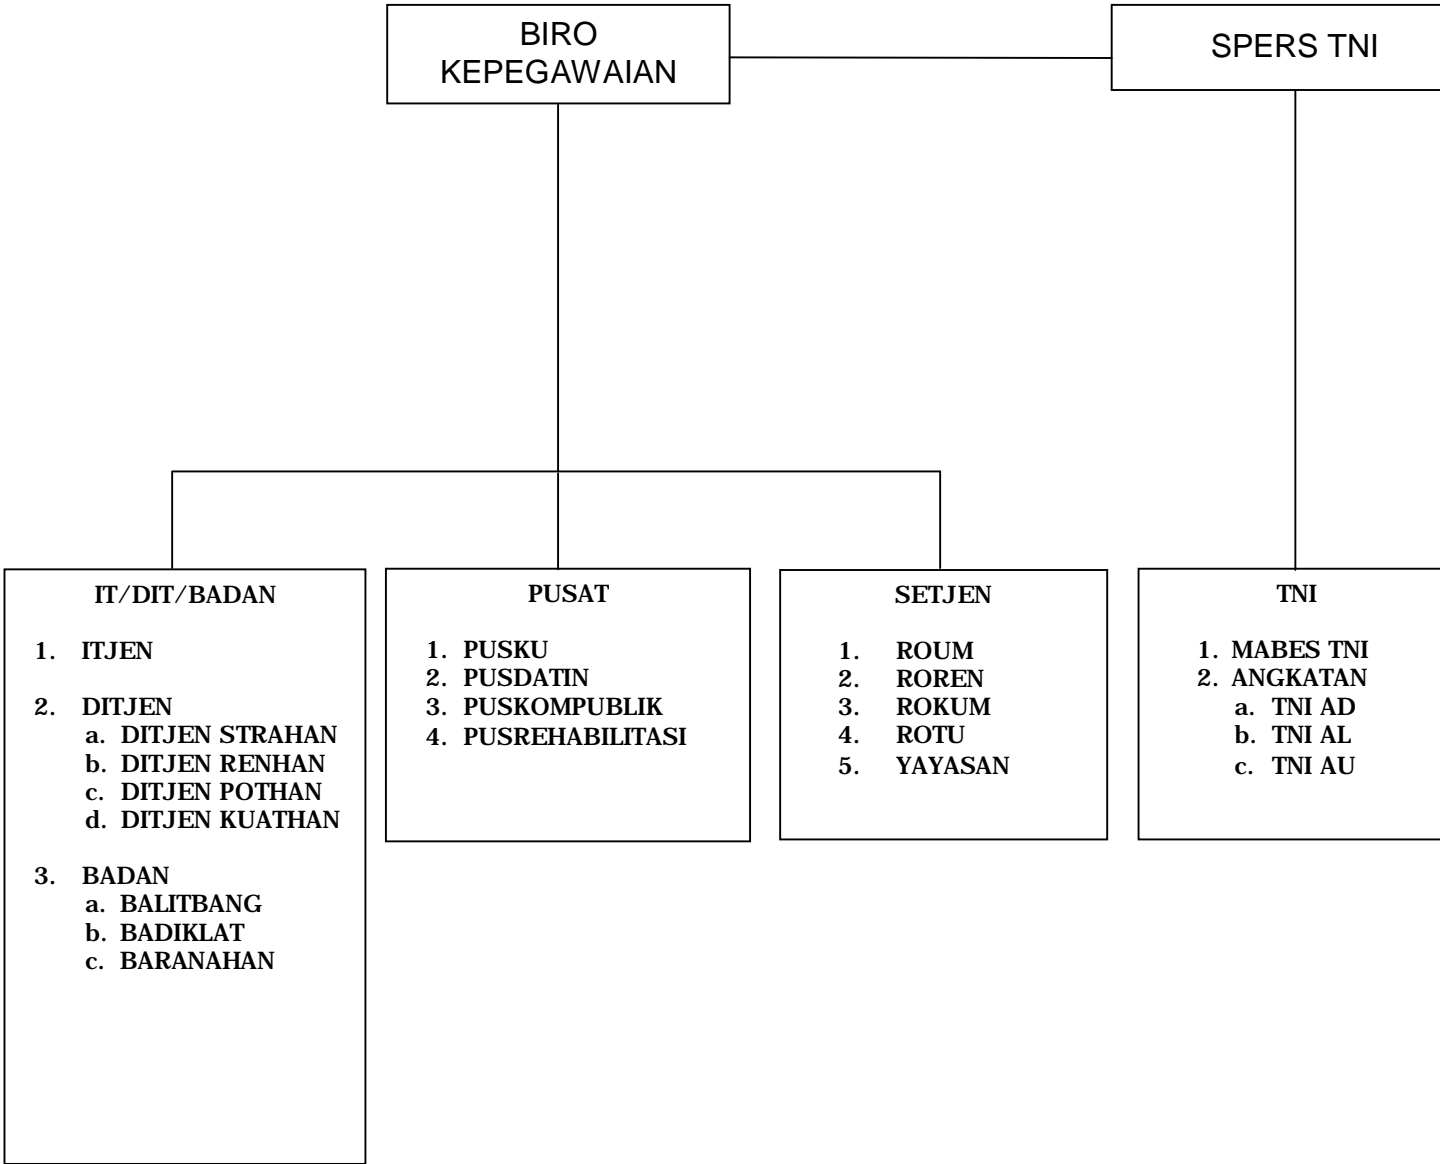 BIRO
KEPEGAWAIAN
SPERS TNI
IT/DIT/BADAN
1. ITJEN
2. DITJEN
a. DITJEN STRAHAN
b. DITJEN RENHAN
c. DITJEN POTHAN
d. DITJEN KUATHAN
3. BADAN
a. BALITBANG
b. BADIKLAT
c. BARANAHAN
PUSAT
1. PUSKU
2. PUSDATIN
3. PUSKOMPUBLIK
4. PUSREHABILITASI
SETJEN
1. ROUM
2. ROREN
3. ROKUM
4. ROTU
5. YAYASAN
TNI
1. MABES TNI
2. ANGKATAN
a. TNI AD
b. TNI AL
c. TNI AU